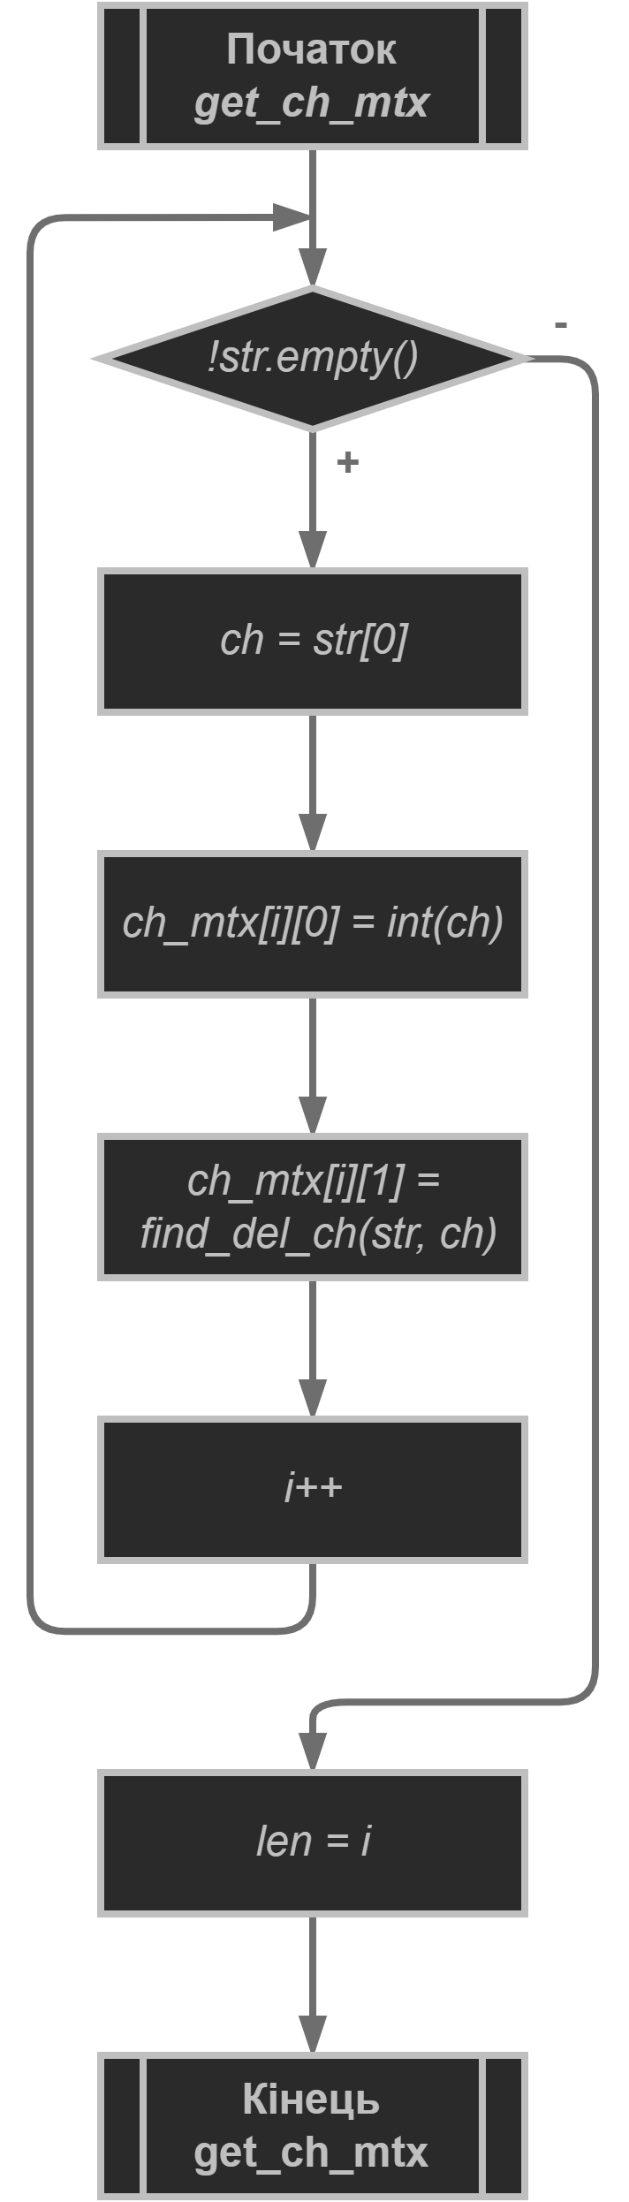 Початок
get_ch_mtx
!str.empty()
-
+
ch = str[0]
ch_mtx[i][0] = int(ch)
ch_mtx[i][1] =
find_del_ch(str, ch)
i++
len = i
Кінець
get_ch_mtx